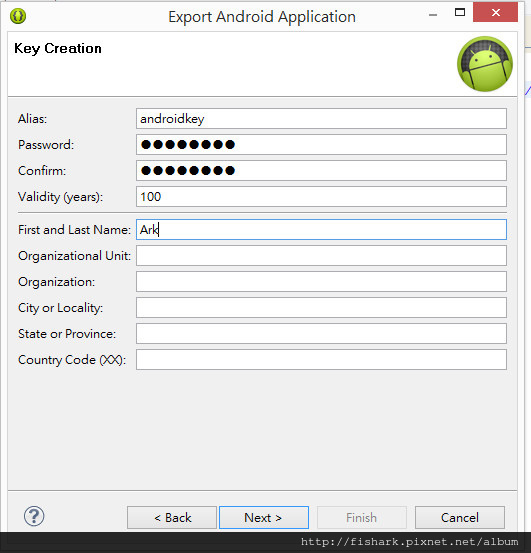 Export Android Application
Key Creation
Alias: androidkey
Password: ●●●●●●●●
Confirm: ●●●●●●●●
Validity (years): 100
First and Last Name: Ark
Organizational Unit:
Organization:
City or Locality:
State or Province:
Country Code (XX):
? < Back Next > Finish Cancel
http://fishark.pixnet.net/album